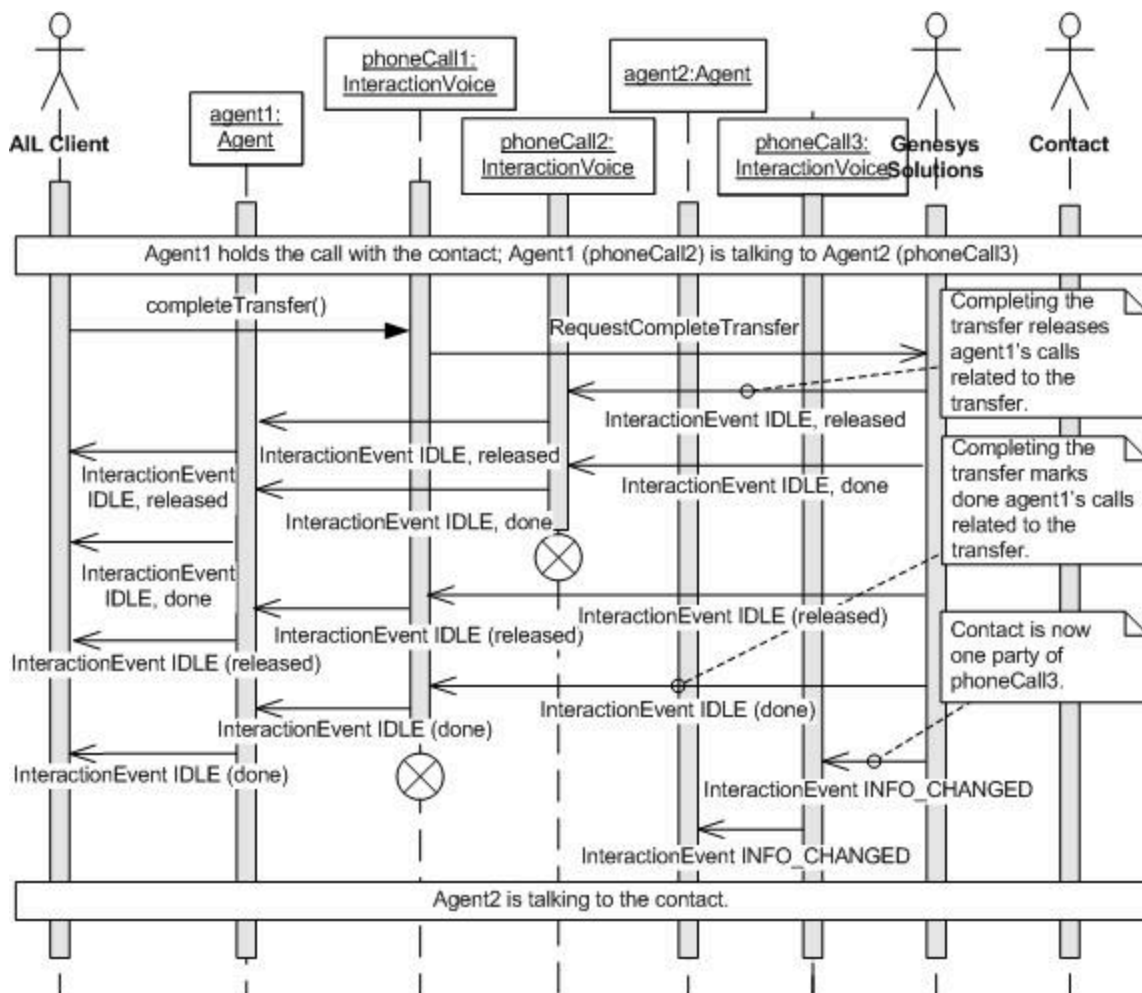 phoneCall1:
InteractionVoice
agent2:Agent
agent1:
Agent
AIL Client
phoneCall2:
InteractionVoice
phoneCall3:
InteractionVoice
Genesys
Solutions
Contact
Agent1 holds the call with the contact; Agent1 (phoneCall2) is talking to Agent2 (phoneCall3)
completeTransfer()
RequestCompleteTransfer
Completing the
transfer releases
agent1's calls
related to the
transfer.
InteractionEvent IDLE, released
InteractionEvent IDLE, released
InteractionEvent
IDLE, released
Completing the
transfer marks
done agent1's calls
related to the
transfer.
InteractionEvent IDLE, done
InteractionEvent IDLE, done
InteractionEvent
IDLE, done
InteractionEvent IDLE (released)
InteractionEvent IDLE (released)
InteractionEvent IDLE (released)
Contact is now
one party of
phoneCall3.
InteractionEvent IDLE (done)
InteractionEvent IDLE (done)
InteractionEvent IDLE (done)
InteractionEvent INFO_CHANGED
InteractionEvent INFO_CHANGED
Agent2 is talking to the contact.